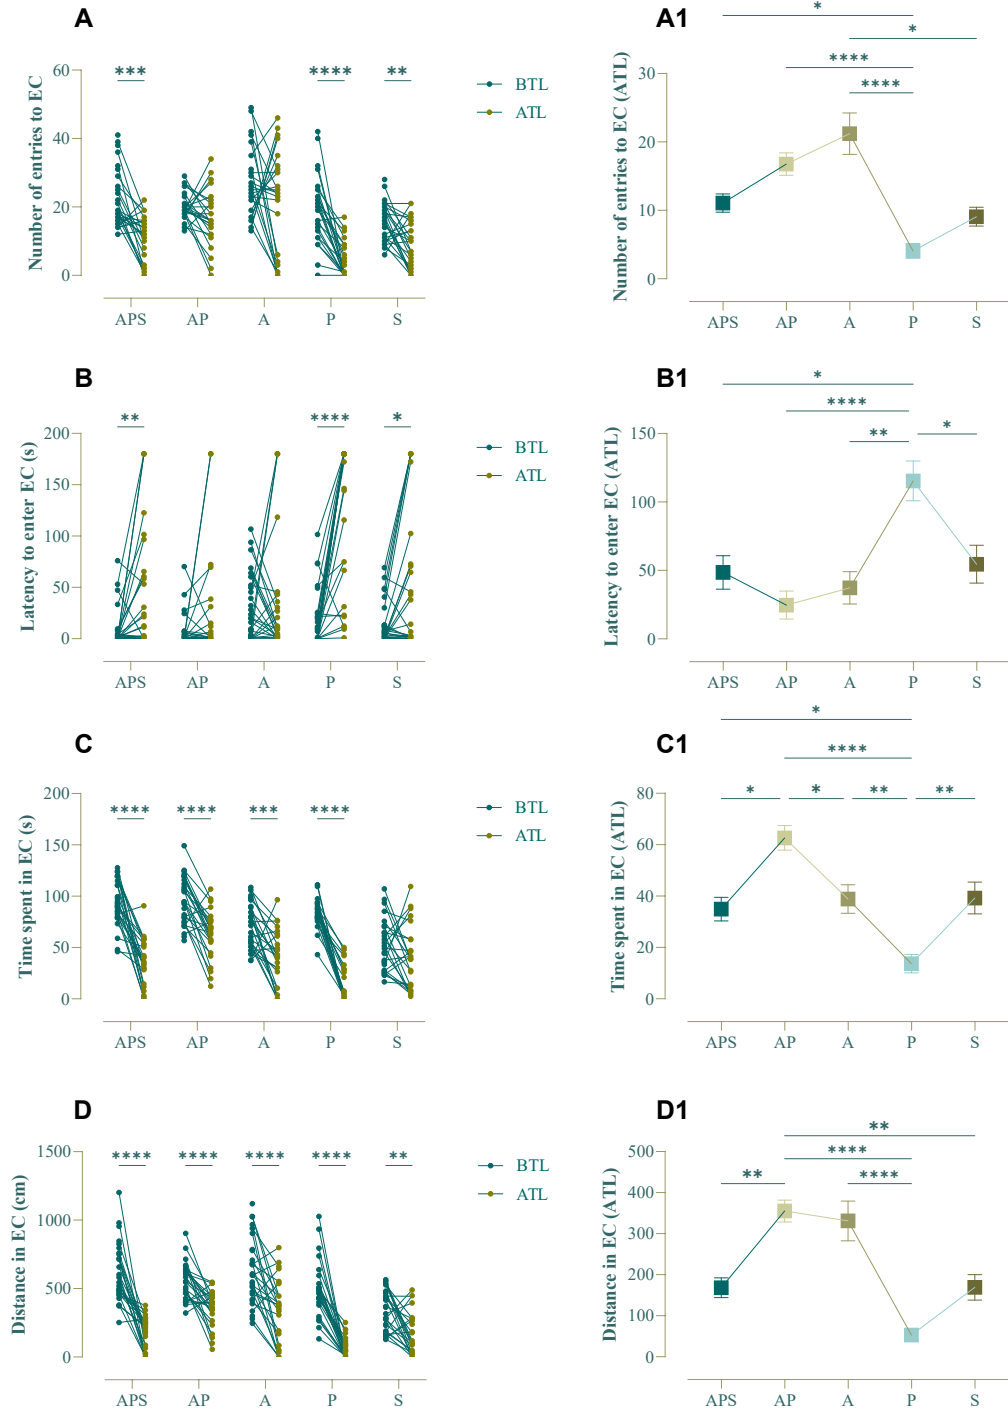 A
Number of entries to EC
60
40
20
0
*** **** **
BTL
ATL
APS AP A P S
A1
Number of entries to EC (ATL)
30
20
10
0
*
*
****
****
APS AP A P S
B
Latency to enter EC (s)
200
150
100
50
0
** **** *
BTL
ATL
APS AP A P S
B1
Latency to enter EC (ATL)
150
100
50
0
*
****
** *
APS AP A P S
C
Time spent in EC (s)
200
150
100
50
0
**** **** *** ****
BTL
ATL
APS AP A P S
C1
Time spent in EC (ATL)
80
60
40
20
0
*
****
* * ** **
APS AP A P S
D
Distance in EC (cm)
1500
1000
500
0
**** **** **** **** **
BTL
ATL
APS AP A P S
D1
Distance in EC (ATL)
500
400
300
200
100
0
**
****
** ****
APS AP A P S